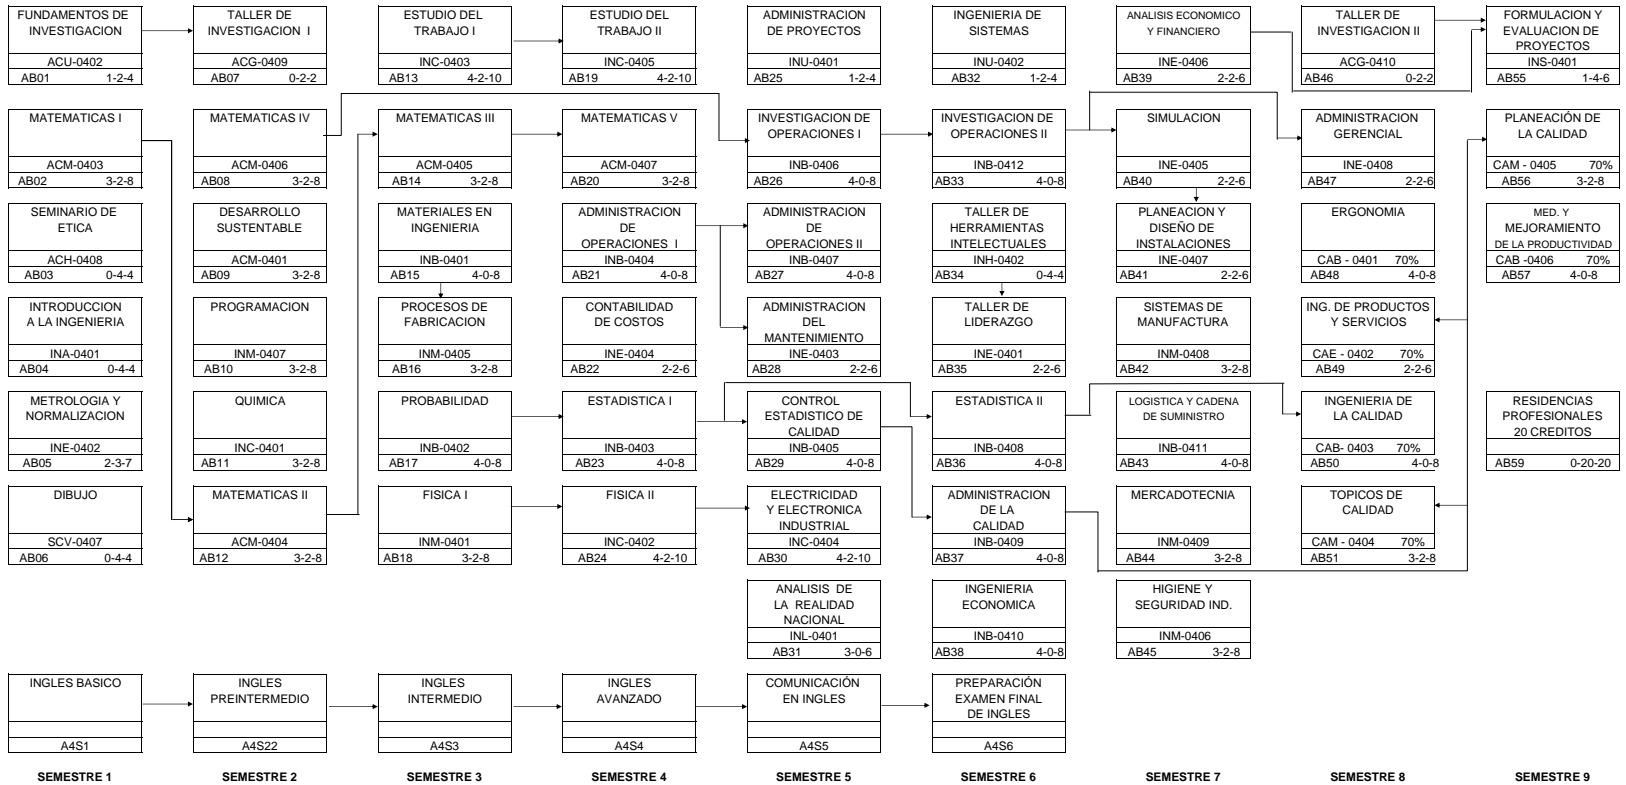 FUNDAMENTOS DE
INVESTIGACION
ACU-0402
AB01 1-2-4
TALLER DE
INVESTIGACION I
ACG-0409
AB07 0-2-2
ESTUDIO DEL
TRABAJO I
INC-0403
AB13 4-2-10
ESTUDIO DEL
TRABAJO II
INC-0405
AB19 4-2-10
ADMINISTRACION
DE PROYECTOS
INU-0401
AB25 1-2-4
INGENIERIA DE
SISTEMAS
INU-0402
AB32 1-2-4
ANALISIS ECONOMICO
Y FINANCIERO
INE-0406
AB39 2-2-6
TALLER DE
INVESTIGACION II
ACG-0410
AB46 0-2-2
FORMULACION Y
EVALUACION DE
PROYECTOS
INS-0401
AB55 1-4-6
MATEMATICAS I
ACM-0403
AB02 3-2-8
MATEMATICAS IV
ACM-0406
AB08 3-2-8
MATEMATICAS III
ACM-0405
AB14 3-2-8
MATEMATICAS V
ACM-0407
AB20 3-2-8
INVESTIGACION DE
OPERACIONES I
INB-0406
AB26 4-0-8
INVESTIGACION DE
OPERACIONES II
INB-0412
AB33 4-0-8
SIMULACION
INE-0405
AB40 2-2-6
ADMINISTRACION
GERENCIAL
INE-0408
AB47 2-2-6
PLANEACIÓN DE
LA CALIDAD
CAM - 0405 70%
AB56 3-2-8
SEMINARIO DE
ETICA
ACH-0408
AB03 0-4-4
DESARROLLO
SUSTENTABLE
ACM-0401
AB09 3-2-8
MATERIALES EN
INGENIERIA
INB-0401
AB15 4-0-8
ADMINISTRACION
DE
OPERACIONES I
INB-0404
AB21 4-0-8
ADMINISTRACION
DE
OPERACIONES II
INB-0407
AB27 4-0-8
TALLER DE
HERRAMIENTAS
INTELECTUALES
INH-0402
AB34 0-4-4
PLANEACION Y
DISEÑO DE
INSTALACIONES
INE-0407
AB41 2-2-6
ERGONOMIA
CAB - 0401 70%
AB48 4-0-8
MED. Y
MEJORAMIENTO
DE LA PRODUCTIVIDAD
CAB -0406 70%
AB57 4-0-8
INTRODUCCION
A LA INGENIERIA
INA-0401
AB04 0-4-4
PROGRAMACION
INM-0407
AB10 3-2-8
PROCESOS DE
FABRICACION
INM-0405
AB16 3-2-8
CONTABILIDAD
DE COSTOS
INE-0404
AB22 2-2-6
ADMINISTRACION
DEL
MANTENIMIENTO
INE-0403
AB28 2-2-6
TALLER DE
LIDERAZGO
INE-0401
AB35 2-2-6
SISTEMAS DE
MANUFACTURA
INM-0408
AB42 3-2-8
ING. DE PRODUCTOS
Y SERVICIOS
CAE - 0402 70%
AB49 2-2-6
METROLOGIA Y
NORMALIZACION
INE-0402
AB05 2-3-7
QUIMICA
INC-0401
AB11 3-2-8
PROBABILIDAD
INB-0402
AB17 4-0-8
ESTADISTICA I
INB-0403
AB23 4-0-8
CONTROL
ESTADISTICO DE
CALIDAD
INB-0405
AB29 4-0-8
ESTADISTICA II
INB-0408
AB36 4-0-8
LOGISTICA Y CADENA
DE SUMINISTRO
INB-0411
AB43 4-0-8
INGENIERIA DE
LA CALIDAD
CAB- 0403 70%
AB50 4-0-8
RESIDENCIAS
PROFESIONALES
20 CREDITOS
AB59 0-20-20
DIBUJO
SCV-0407
AB06 0-4-4
MATEMATICAS II
ACM-0404
AB12 3-2-8
FISICA I
INM-0401
AB18 3-2-8
FISICA II
INC-0402
AB24 4-2-10
ELECTRICIDAD
Y ELECTRONICA
INDUSTRIAL
INC-0404
AB30 4-2-10
ADMINISTRACION
DE LA
CALIDAD
INB-0409
AB37 4-0-8
MERCADOTECNIA
INM-0409
AB44 3-2-8
TOPICOS DE
CALIDAD
CAM - 0404 70%
AB51 3-2-8
ANALISIS DE
LA REALIDAD
NACIONAL
INL-0401
AB31 3-0-6
INGENIERIA
ECONOMICA
INB-0410
AB38 4-0-8
HIGIENE Y
SEGURIDAD IND.
INM-0406
AB45 3-2-8
INGLES BASICO
A4S1
INGLES
PREINTERMEDIO
A4S22
INGLES
INTERMEDIO
A4S3
INGLES
AVANZADO
A4S4
COMUNICACIÓN
EN INGLES
A4S5
PREPARACIÓN
EXAMEN FINAL
DE INGLES
A4S6
SEMESTRE 1
SEMESTRE 2
SEMESTRE 3
SEMESTRE 4
SEMESTRE 5
SEMESTRE 6
SEMESTRE 7
SEMESTRE 8
SEMESTRE 9